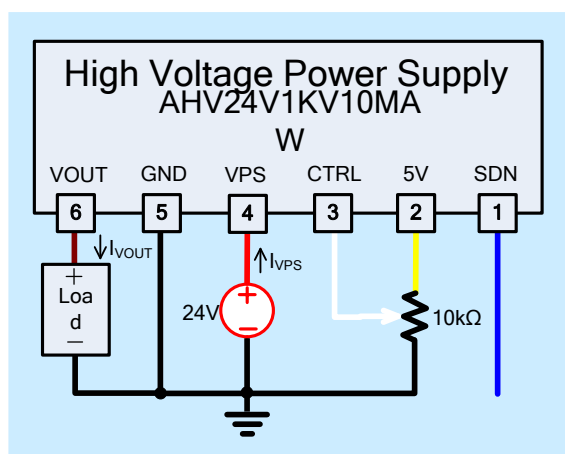 High Voltage Power Supply
AHV24V1KV10MA
W
VOUT GND VPS CTRL 5V SDN
6 5 4 3 2 1
+ ↓IVOUT ↑IVPS
Loa
d
−
24V + −
10kΩ